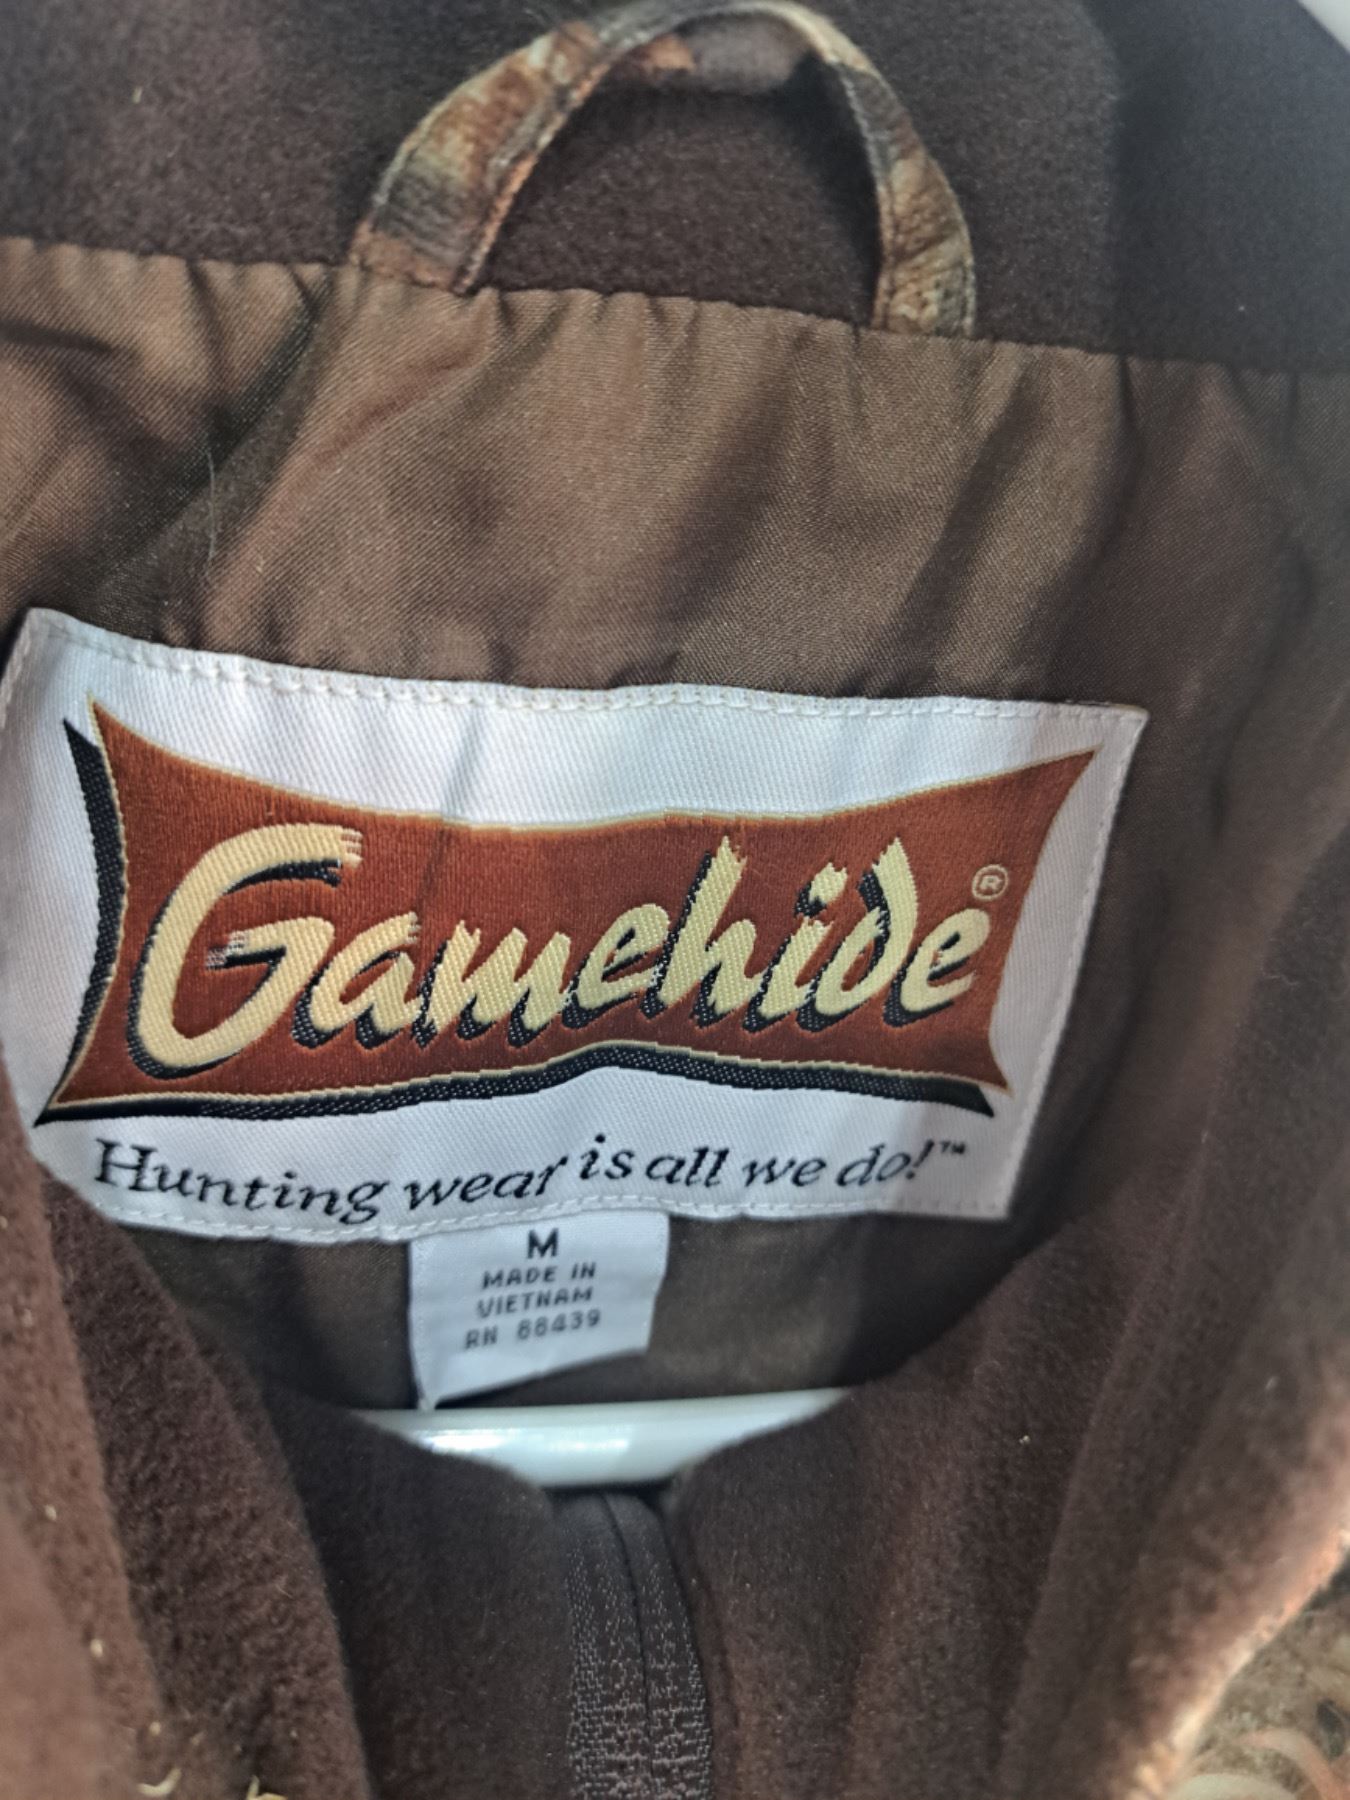 Gamehide®
Hunting wear is all we do!™
M
MADE IN
VIETNAM
RN 88439